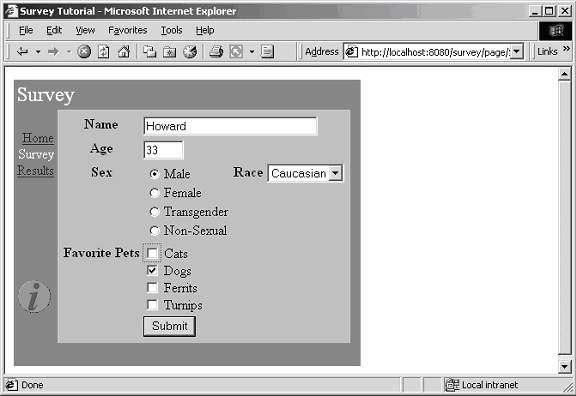 Survey Tutorial - Microsoft Internet Explorer
File Edit View Favorites Tools Help
Address http://localhost:8080/survey/page/ Links »
Survey
Name Howard
Home
Age 33
Survey
Results
Sex Male Race Caucasian
Female
Transgender
Non-Sexual
Favorite Pets Cats
Dogs
Ferrits
Turnips
Submit
Done Local intranet